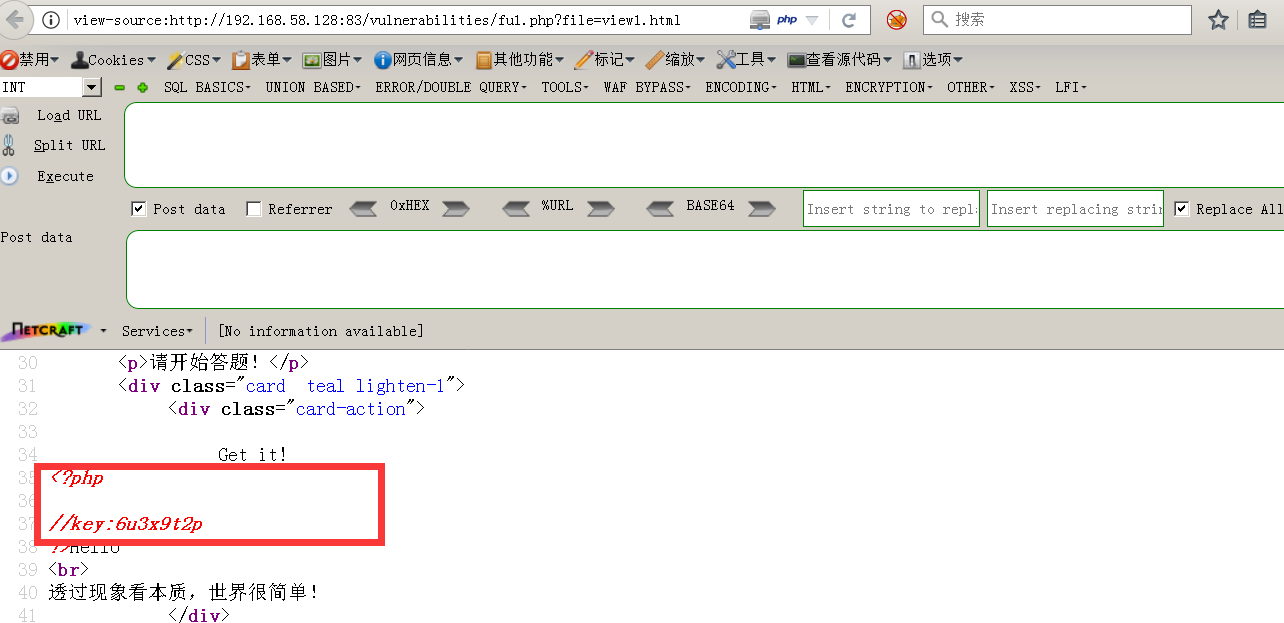 view-source:http://192.168.58.128:83/vulnerabilities/fu1.php?file=view1.html php 搜索
禁用 Cookies CSS 表单 图片 网页信息 其他功能 标记 缩放 工具 查看源代码 选项
INT SQL BASICS UNION BASED ERROR/DOUBLE QUERY TOOLS WAF BYPASS ENCODING HTML ENCRYPTION OTHER XSS LFI
Load URL
Split URL
Execute
Post data Referrer 0xHEX %URL BASE64 Insert string to repl Insert replacing strin Replace All
Post data
NETCRAFT Services [No information available]
30 <p>请开始答题！</p>
31 <div class="card  teal lighten-1">
32 <div class="card-action">
33
34 Get it!
35 <?php
36
37 //key:6u3x9t2p
38 ?>Hello
39 <br>
40 透过现象看本质，世界很简单！
41 </div>